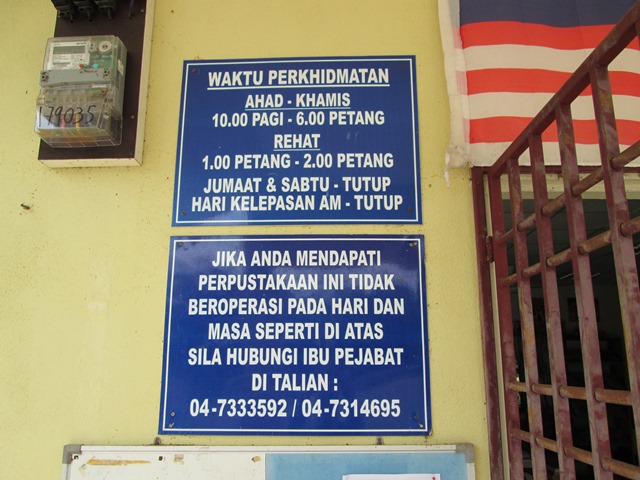 79035
WAKTU PERKHIDMATAN
AHAD - KHAMIS
10.00 PAGI - 6.00 PETANG
REHAT
1.00 PETANG - 2.00 PETANG
JUMAAT & SABTU - TUTUP
HARI KELEPASAN AM - TUTUP
JIKA ANDA MENDAPATI
PERPUSTAKAAN INI TIDAK
BEROPERASI PADA HARI DAN
MASA SEPERTI DI ATAS
SILA HUBUNGI IBU PEJABAT
DI TALIAN :
04-7333592 / 04-7314695